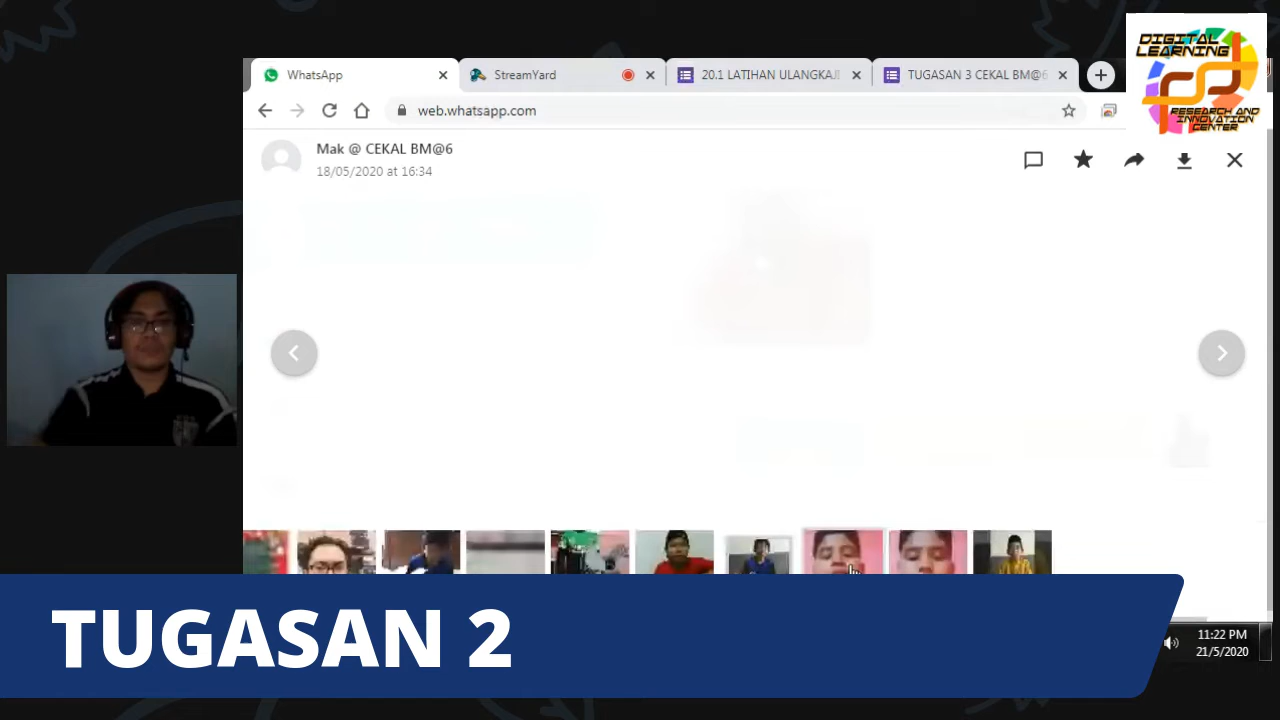 DIGITAL
LEARNING
RESEARCH AND
INNOVATION
CENTER
WhatsApp
StreamYard
20.1 LATIHAN ULANGKAJI
TUGASAN 3 CEKAL BM@6
web.whatsapp.com
Mak @ CEKAL BM@6
18/05/2020 at 16:34
TUGASAN 2
11:22 PM
21/5/2020